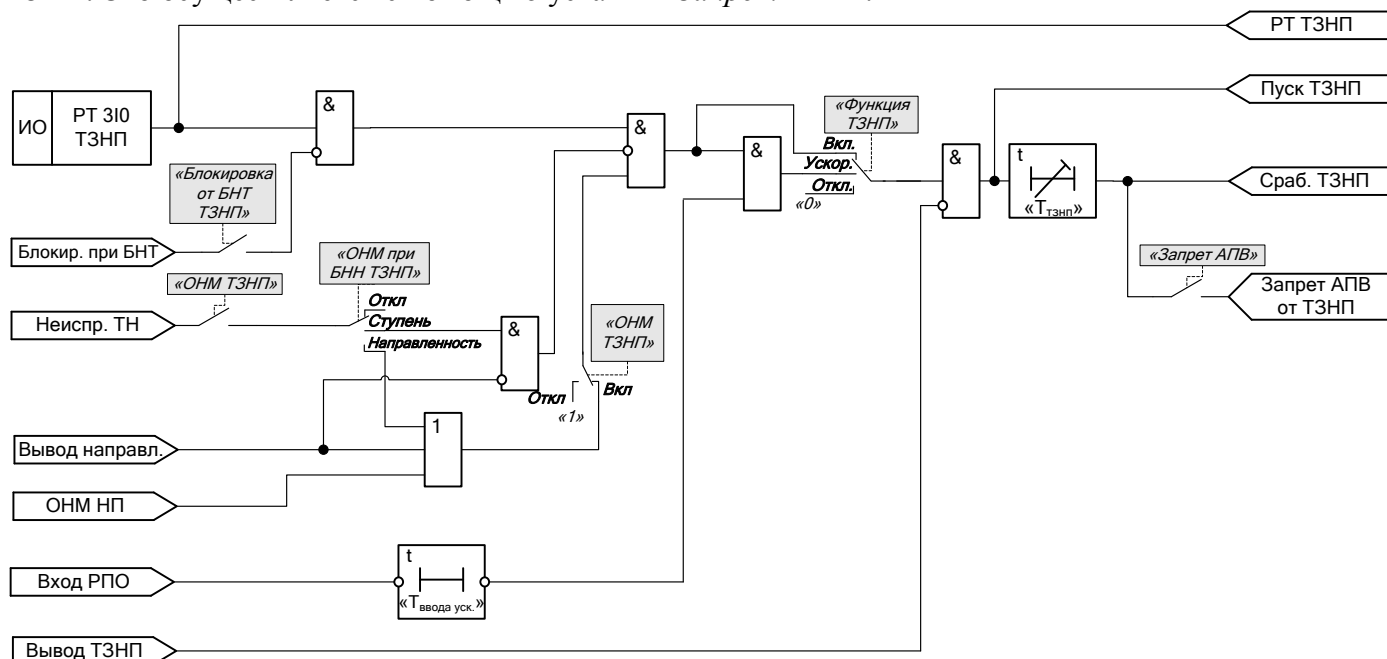 РТ ТЗНП
ИО
РТ 3I0
ТЗНП
&
&
&
&
&
«Функция
ТЗНП»
Вкл.
Ускор.
Откл.
«0»
Пуск ТЗНП
t
«Tтзнп»
Сраб. ТЗНП
«Блокировка
от БНТ
ТЗНП»
Блокир. при БНТ
«ОНМ при
БНН ТЗНП»
«Запрет АПВ»
Запрет АПВ
от ТЗНП
«ОНМ ТЗНП»
Неиспр. ТН
Откл
Ступень
Направленность
«ОНМ
ТЗНП»
Откл
Вкл
«1»
1
Вывод направл.
ОНМ НП
Вход РПО
t
«Тввода уск.»
Вывод ТЗНП